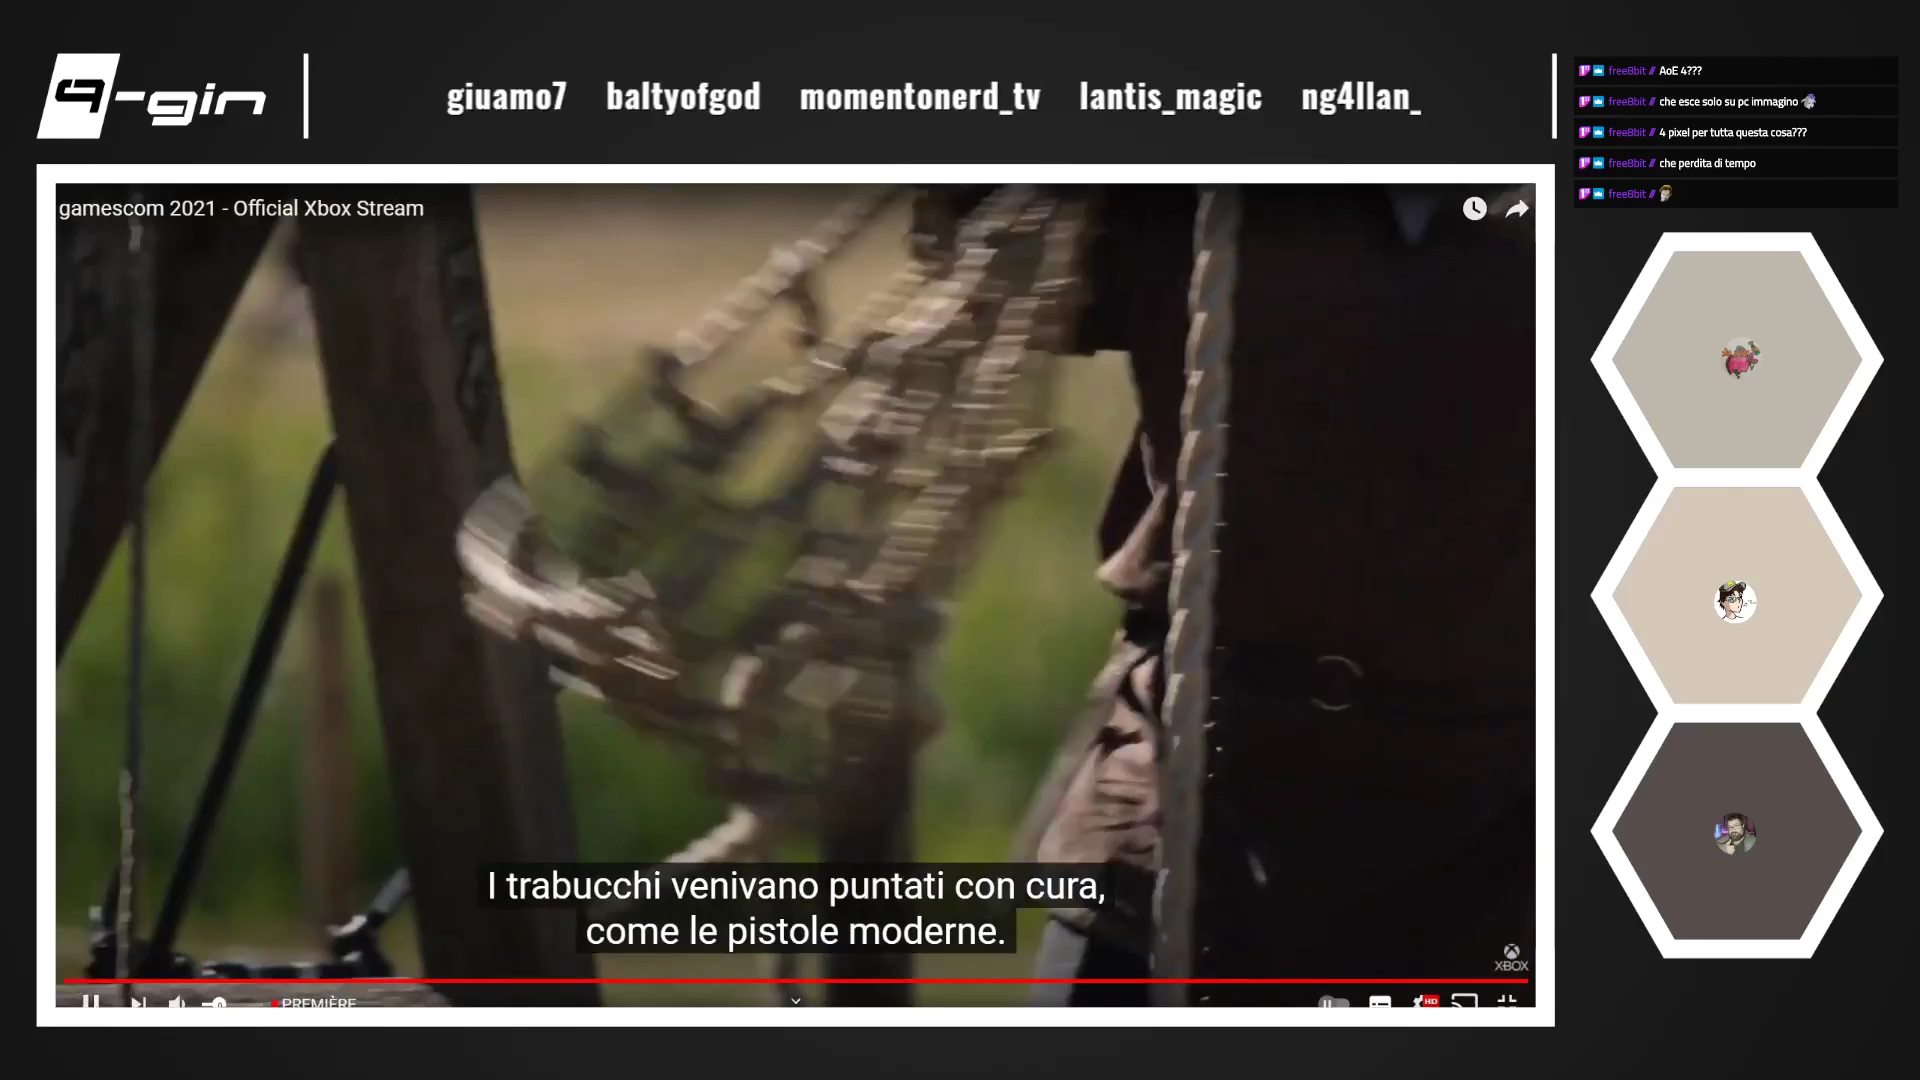 q-gin
giuamo7 baltyofgod momentonerd_tv lantis_magic ng4llan_
free8bit // AoE 4???
free8bit // che esce solo su pc immagino
free8bit // 4 pixel per tutta questa cosa???
free8bit // che perdita di tempo
free8bit //
gamescom 2021 - Official Xbox Stream
I trabucchi venivano puntati con cura,
come le pistole moderne.
XBOX
PREMIÈRE
HD